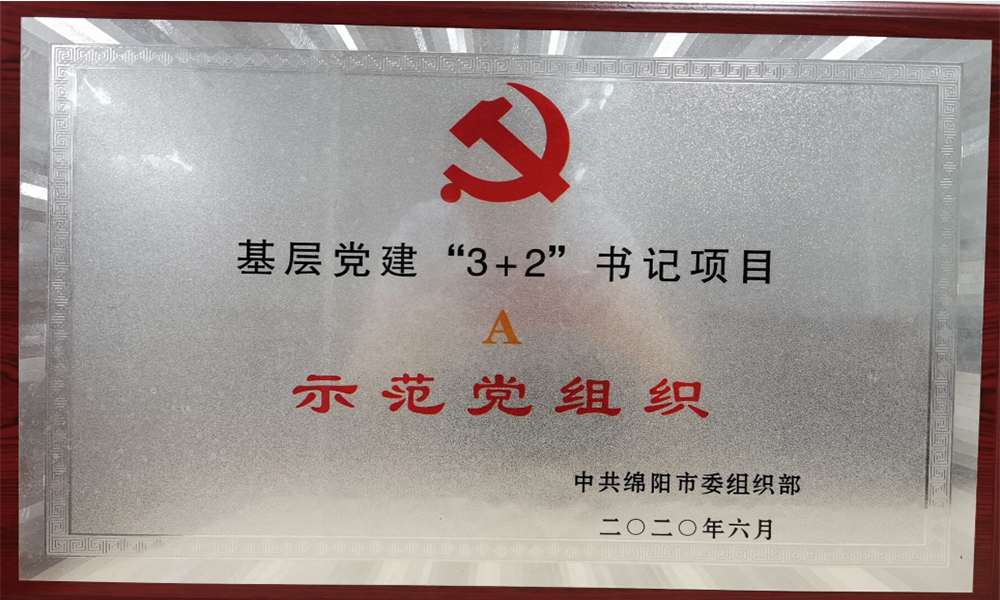 基层党建“3+2”书记项目
A
示范党组织
中共绵阳市委组织部
二〇二〇年六月